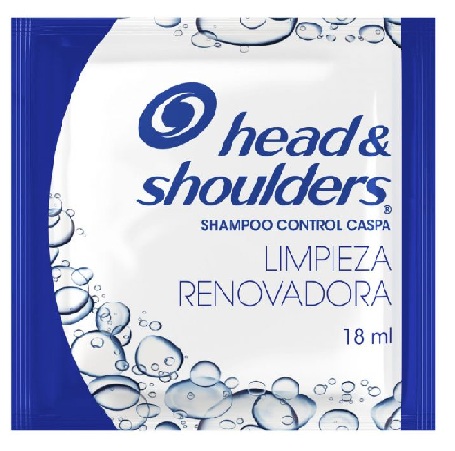 head &
shoulders®
SHAMPOO CONTROL CASPA
LIMPIEZA
RENOVADORA
18 ml